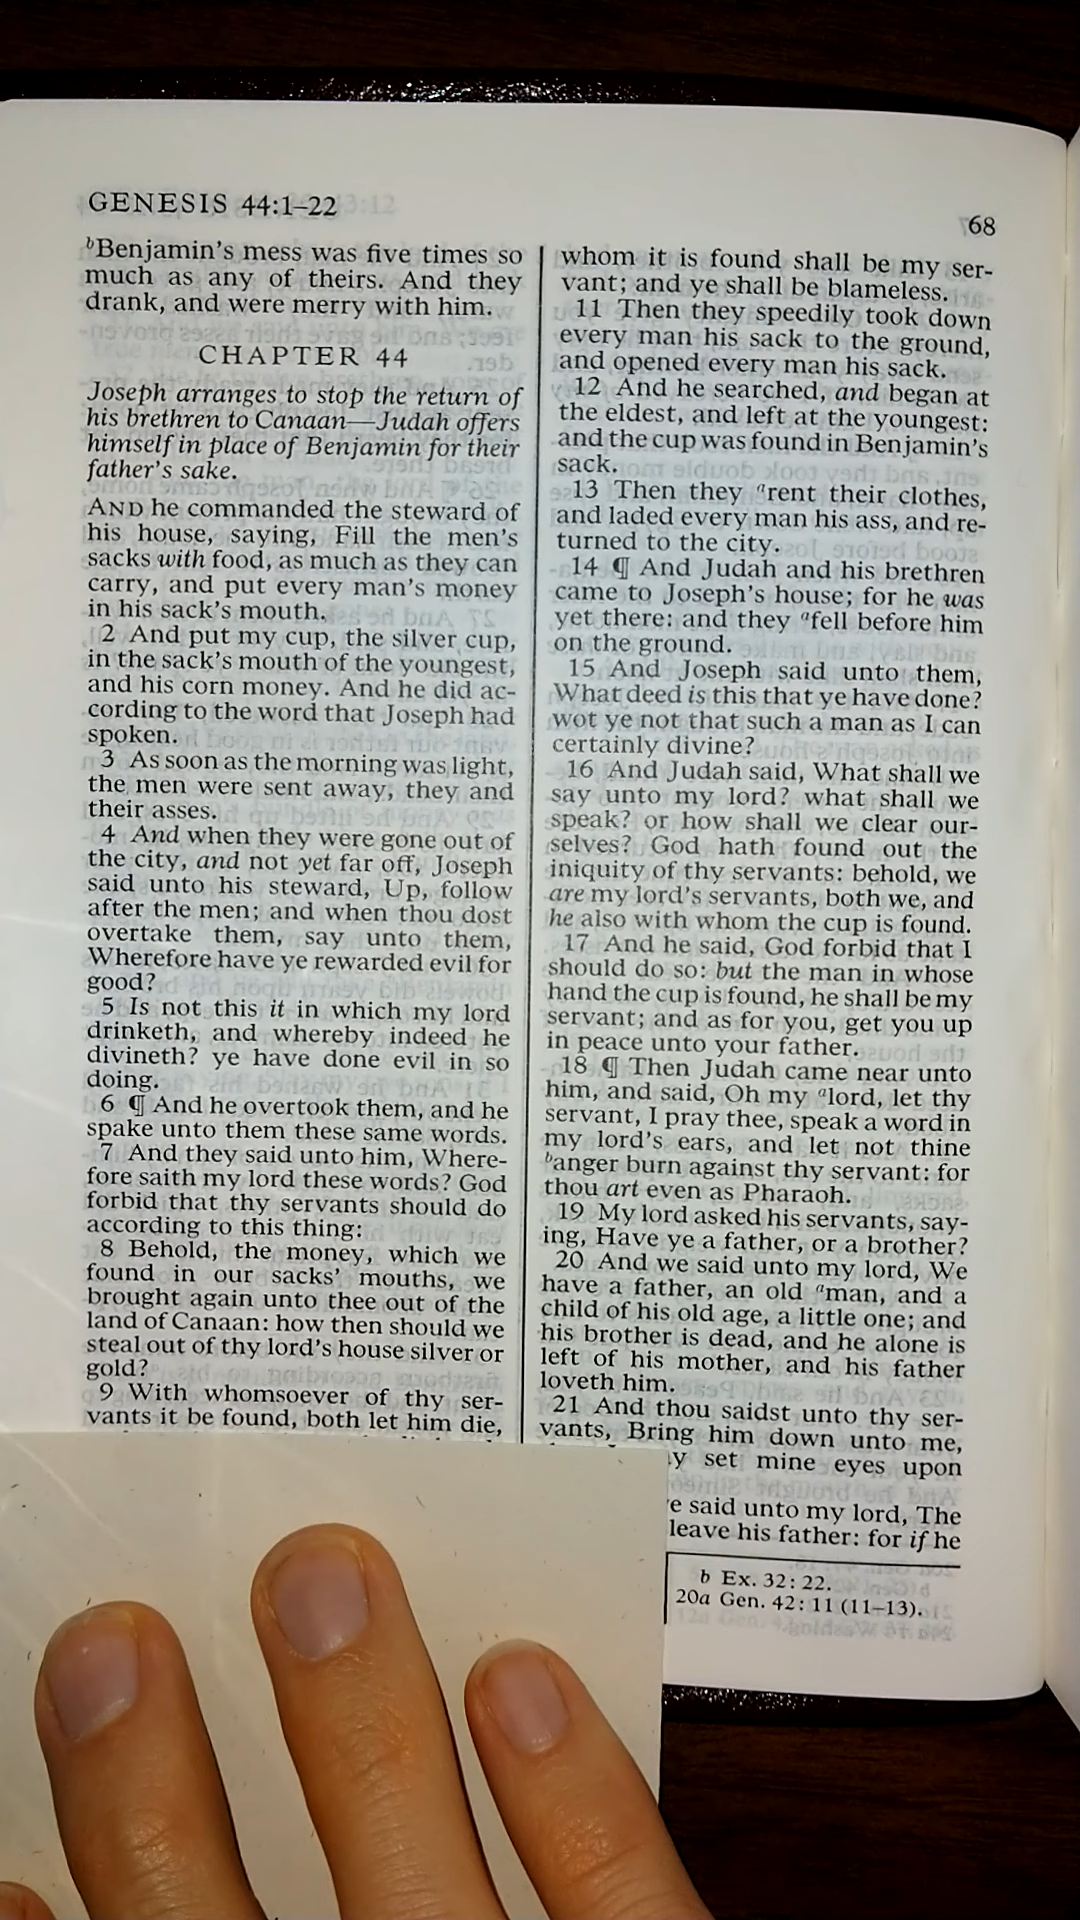 GENESIS 44:1–22
68
bBenjamin's mess was five times so
much as any of theirs. And they
drank, and were merry with him.
CHAPTER 44
Joseph arranges to stop the return of
his brethren to Canaan—Judah offers
himself in place of Benjamin for their
father's sake.
AND he commanded the steward of
his house, saying, Fill the men's
sacks with food, as much as they can
carry, and put every man's money
in his sack's mouth.
2 And put my cup, the silver cup,
in the sack's mouth of the youngest,
and his corn money. And he did ac-
cording to the word that Joseph had
spoken.
3 As soon as the morning was light,
the men were sent away, they and
their asses.
4 And when they were gone out of
the city, and not yet far off, Joseph
said unto his steward, Up, follow
after the men; and when thou dost
overtake them, say unto them,
Wherefore have ye rewarded evil for
good?
5 Is not this it in which my lord
drinketh, and whereby indeed he
divineth? ye have done evil in so
doing.
6 ¶ And he overtook them, and he
spake unto them these same words.
7 And they said unto him, Where-
fore saith my lord these words? God
forbid that thy servants should do
according to this thing:
8 Behold, the money, which we
found in our sacks' mouths, we
brought again unto thee out of the
land of Canaan: how then should we
steal out of thy lord's house silver or
gold?
9 With whomsoever of thy ser-
vants it be found, both let him die,
whom it is found shall be my ser-
vant; and ye shall be blameless.
11 Then they speedily took down
every man his sack to the ground,
and opened every man his sack.
12 And he searched, and began at
the eldest, and left at the youngest:
and the cup was found in Benjamin's
sack.
13 Then they arent their clothes,
and laded every man his ass, and re-
turned to the city.
14 ¶ And Judah and his brethren
came to Joseph's house; for he was
yet there: and they afell before him
on the ground.
15 And Joseph said unto them,
What deed is this that ye have done?
wot ye not that such a man as I can
certainly divine?
16 And Judah said, What shall we
say unto my lord? what shall we
speak? or how shall we clear our-
selves? God hath found out the
iniquity of thy servants: behold, we
are my lord's servants, both we, and
he also with whom the cup is found.
17 And he said, God forbid that I
should do so: but the man in whose
hand the cup is found, he shall be my
servant; and as for you, get you up
in peace unto your father.
18 ¶ Then Judah came near unto
him, and said, Oh my alord, let thy
servant, I pray thee, speak a word in
my lord's ears, and let not thine
banger burn against thy servant: for
thou art even as Pharaoh.
19 My lord asked his servants, say-
ing, Have ye a father, or a brother?
20 And we said unto my lord, We
have a father, an old aman, and a
child of his old age, a little one; and
his brother is dead, and he alone is
left of his mother, and his father
loveth him.
21 And thou saidst unto thy ser-
vants, Bring him down unto me,
set mine eyes upon
said unto my lord, The
leave his father: for if he
b Ex. 32: 22.
20a Gen. 42: 11 (11–13).